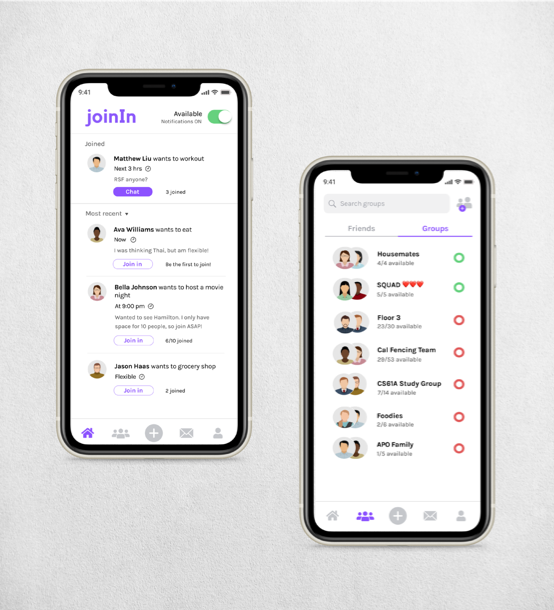 9:41
joinIn
Available
Notifications ON
Joined
Matthew Liu wants to workout
Next 3 hrs
RSF anyone?
Chat
3 joined
Most recent
Ava Williams wants to eat
Now
I was thinking Thai, but am flexible!
Join in
Be the first to join!
Bella Johnson wants to host a movie
night
At 9:00 pm
Wanted to see Hamilton. I only have
space for 10 people, so join ASAP!
Join in
6/10 joined
Jason Haas wants to grocery shop
Flexible
Join in
2 joined
9:41
Search groups
Friends
Groups
Housemates
4/4 available
SQUAD ❤️❤️❤️
5/5 available
Floor 3
23/30 available
Cal Fencing Team
29/53 available
CS61A Study Group
7/14 available
Foodies
2/6 available
APO Family
1/5 available